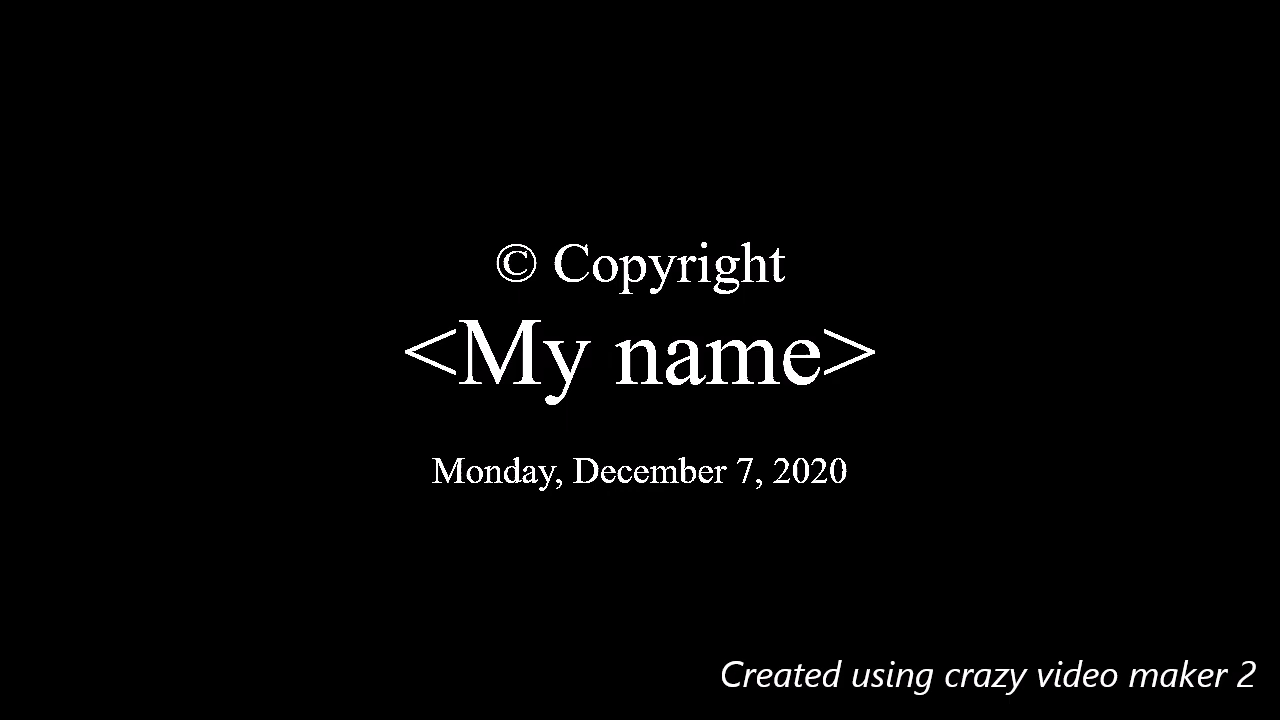 © Copyright
<My name>
Monday, December 7, 2020
Created using crazy video maker 2